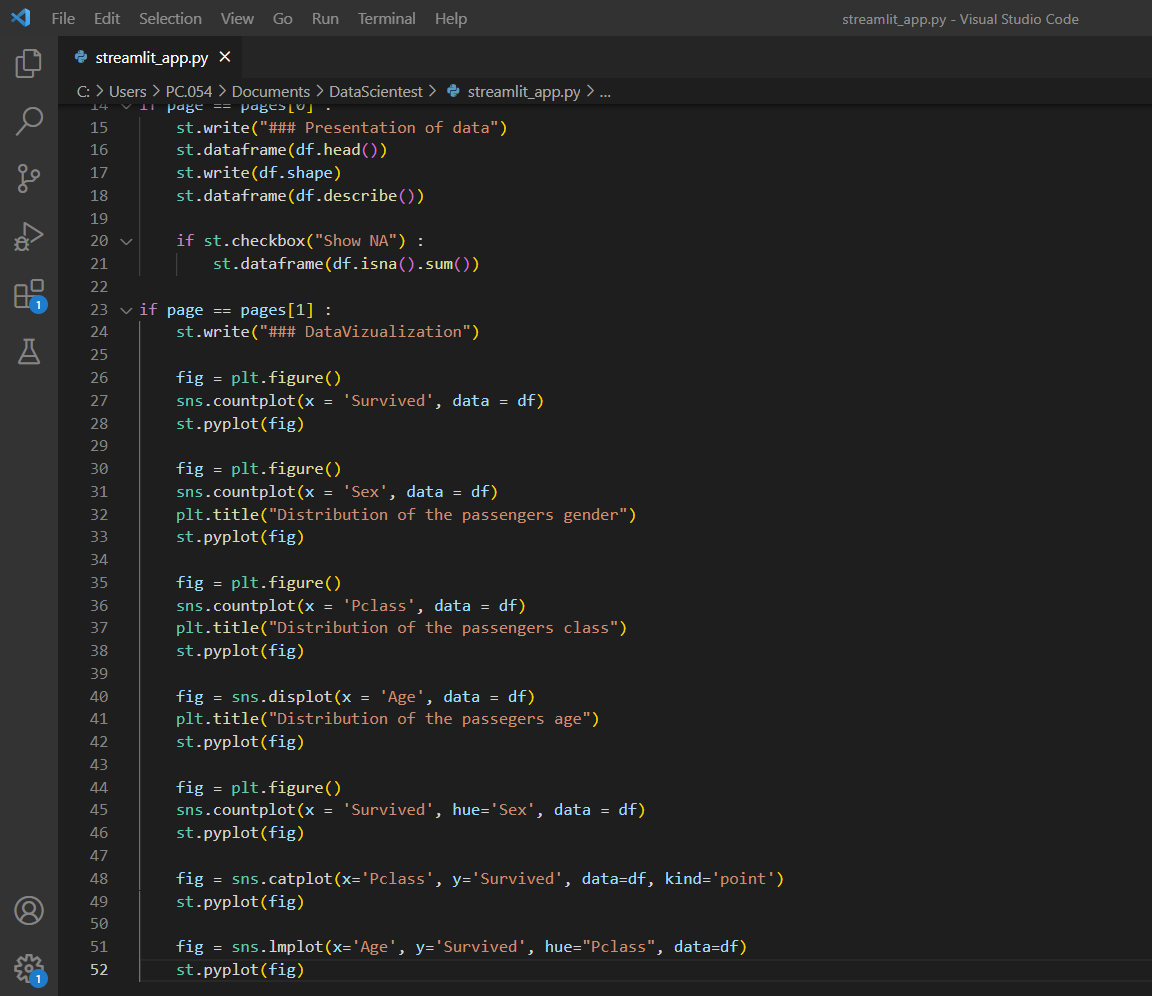 File Edit Selection View Go Run Terminal Help streamlit_app.py - Visual Studio Code
streamlit_app.py ×
C: > Users > PC.054 > Documents > DataScientest > streamlit_app.py > ...
14 if page == pages[0] :
15     st.write("### Presentation of data")
16     st.dataframe(df.head())
17     st.write(df.shape)
18     st.dataframe(df.describe())
19
20     if st.checkbox("Show NA") :
21         st.dataframe(df.isna().sum())
22
23 if page == pages[1] :
24     st.write("### DataVizualization")
25
26     fig = plt.figure()
27     sns.countplot(x = 'Survived', data = df)
28     st.pyplot(fig)
29
30     fig = plt.figure()
31     sns.countplot(x = 'Sex', data = df)
32     plt.title("Distribution of the passengers gender")
33     st.pyplot(fig)
34
35     fig = plt.figure()
36     sns.countplot(x = 'Pclass', data = df)
37     plt.title("Distribution of the passengers class")
38     st.pyplot(fig)
39
40     fig = sns.displot(x = 'Age', data = df)
41     plt.title("Distribution of the passegers age")
42     st.pyplot(fig)
43
44     fig = plt.figure()
45     sns.countplot(x = 'Survived', hue='Sex', data = df)
46     st.pyplot(fig)
47
48     fig = sns.catplot(x='Pclass', y='Survived', data=df, kind='point')
49     st.pyplot(fig)
50
51     fig = sns.lmplot(x='Age', y='Survived', hue="Pclass", data=df)
52     st.pyplot(fig)
1
1